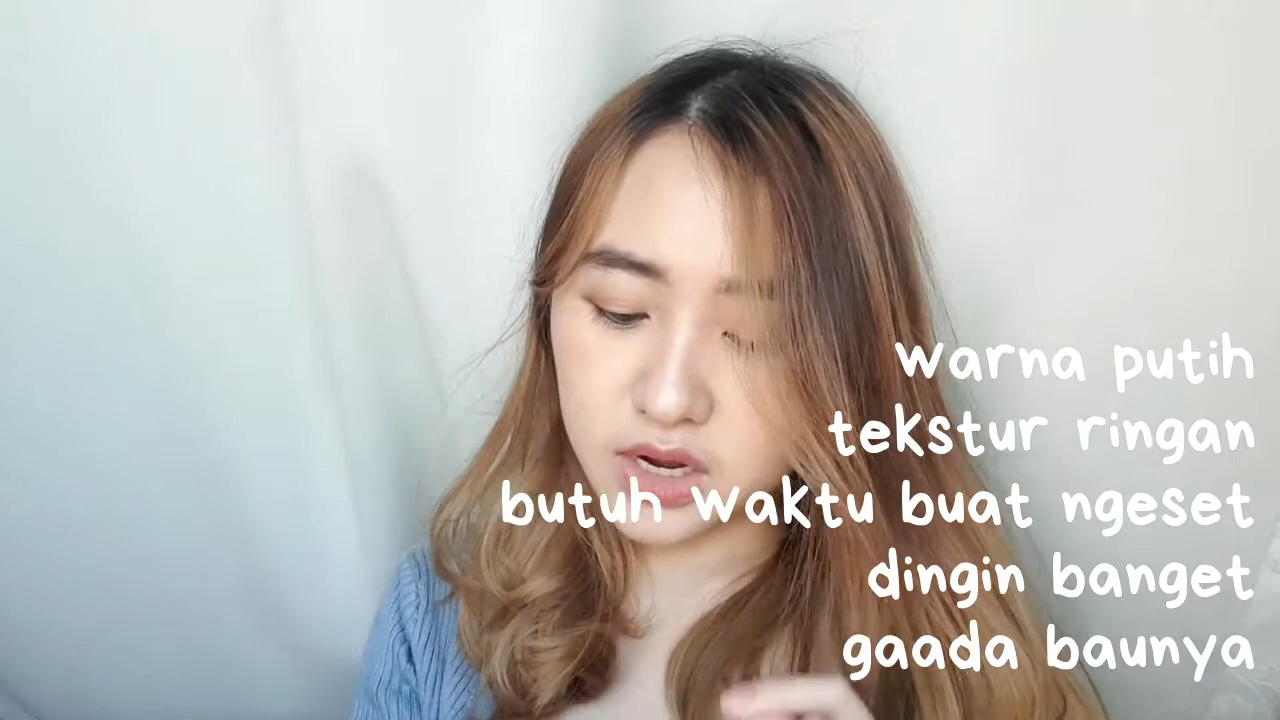 warna putih
tekstur ringan
butuh waktu buat ngeset
dingin banget
gaada baunya